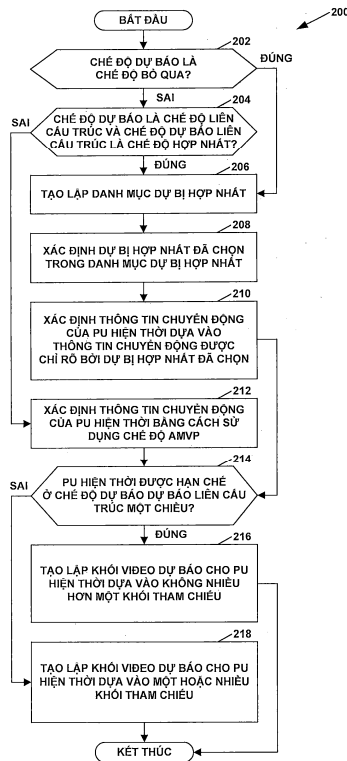 200
BẮT ĐẦU
202
CHẾ ĐỘ DỰ BÁO LÀ
CHẾ ĐỘ BỎ QUA?
ĐÚNG
SAI
204
CHẾ ĐỘ DỰ BÁO LÀ CHẾ ĐỘ LIÊN
CẤU TRÚC VÀ CHẾ ĐỘ DỰ BÁO LIÊN
CẤU TRÚC LÀ CHẾ ĐỘ HỢP NHẤT?
SAI
ĐÚNG
206
TẠO LẬP DANH MỤC DỰ BỊ HỢP NHẤT
208
XÁC ĐỊNH DỰ BỊ HỢP NHẤT ĐÃ CHỌN
TRONG DANH MỤC DỰ BỊ HỢP NHẤT
210
XÁC ĐỊNH THÔNG TIN CHUYỂN ĐỘNG
CỦA PU HIỆN THỜI DỰA VÀO
THÔNG TIN CHUYỂN ĐỘNG ĐƯỢC
CHỈ RÕ BỞI DỰ BỊ HỢP NHẤT ĐÃ CHỌN
212
XÁC ĐỊNH THÔNG TIN CHUYỂN ĐỘNG
CỦA PU HIỆN THỜI BẰNG CÁCH SỬ
DỤNG CHẾ ĐỘ AMVP
214
PU HIỆN THỜI ĐƯỢC HẠN CHẾ
Ở CHẾ ĐỘ DỰ BÁO DỰ BÁO LIÊN CẤU
TRÚC MỘT CHIỀU?
SAI
ĐÚNG
216
TẠO LẬP KHỐI VIĐEO DỰ BÁO CHO PU
HIỆN THỜI DỰA VÀO KHÔNG NHIỀU
HƠN MỘT KHỐI THAM CHIẾU
218
TẠO LẬP KHỐI VIĐEO DỰ BÁO CHO PU
HIỆN THỜI DỰA VÀO MỘT HOẶC NHIỀU
KHỐI THAM CHIẾU
KẾT THÚC